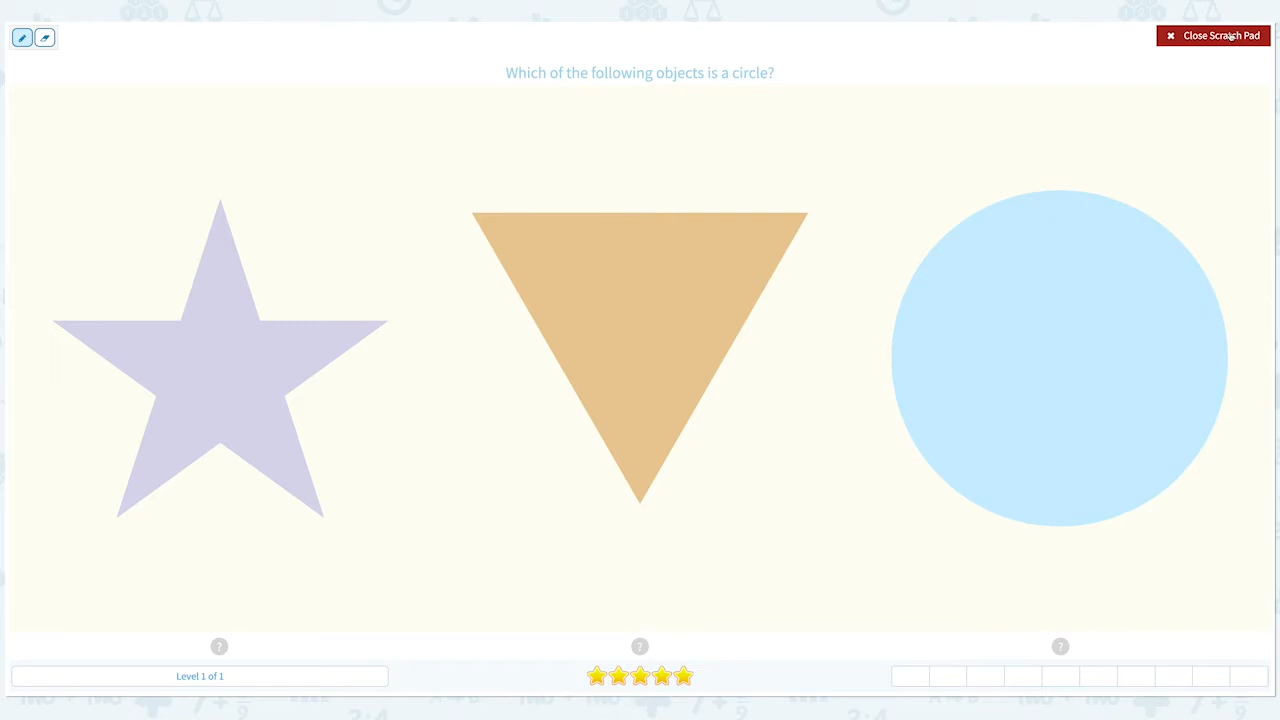 Close Scratch Pad
Which of the following objects is a circle?
? ? ?
Level 1 of 1